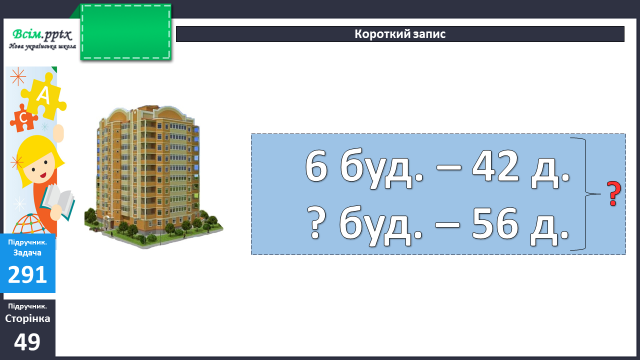 Всім.pptx
Нова українська школа
Короткий запис
А
С
6 буд. – 42 д.
? буд. – 56 д.
?
Підручник.
Задача
291
Підручник.
Сторінка
49